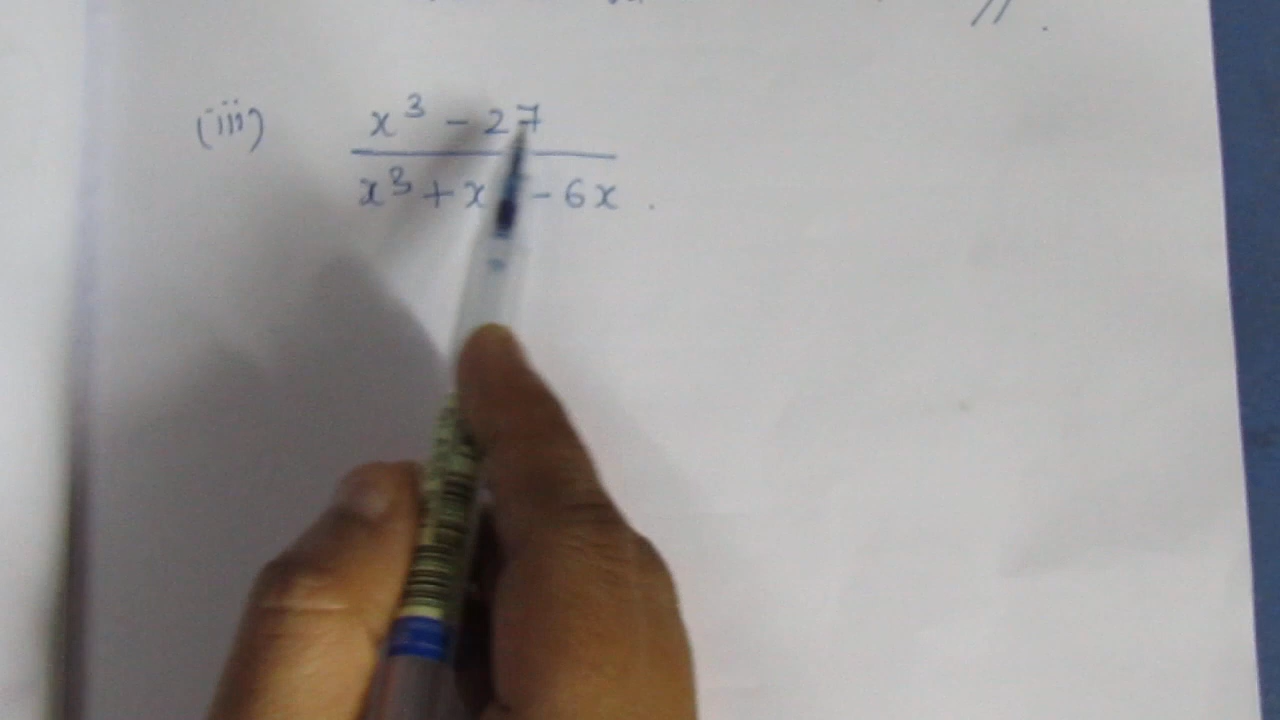 (iii) x³ - 27
x³ + x - 6x .